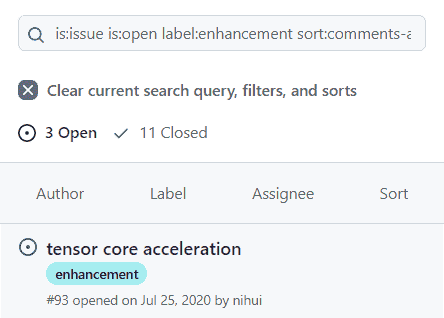 is:issue is:open label:enhancement sort:comments-a
Clear current search query, filters, and sorts
3 Open 11 Closed
Author Label Assignee Sort
tensor core acceleration
enhancement
#93 opened on Jul 25, 2020 by nihui